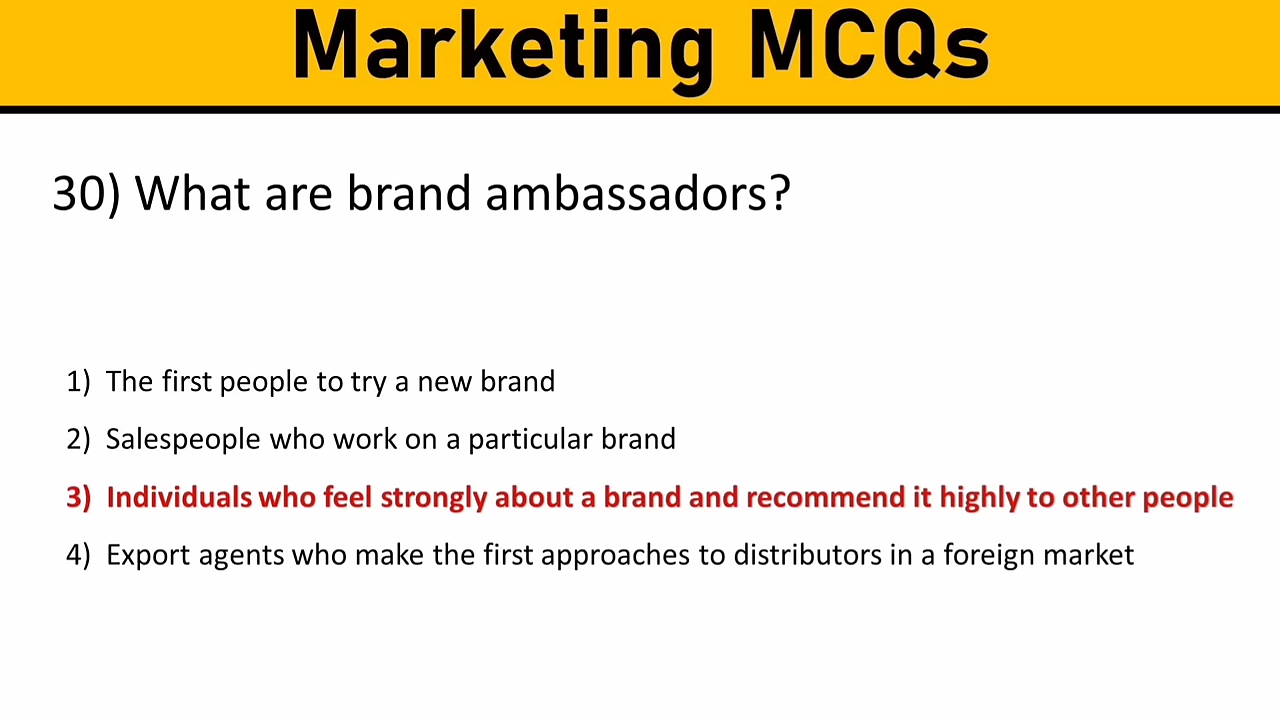 Marketing MCQs
30) What are brand ambassadors?
1) The first people to try a new brand
2) Salespeople who work on a particular brand
3) Individuals who feel strongly about a brand and recommend it highly to other people
4) Export agents who make the first approaches to distributors in a foreign market